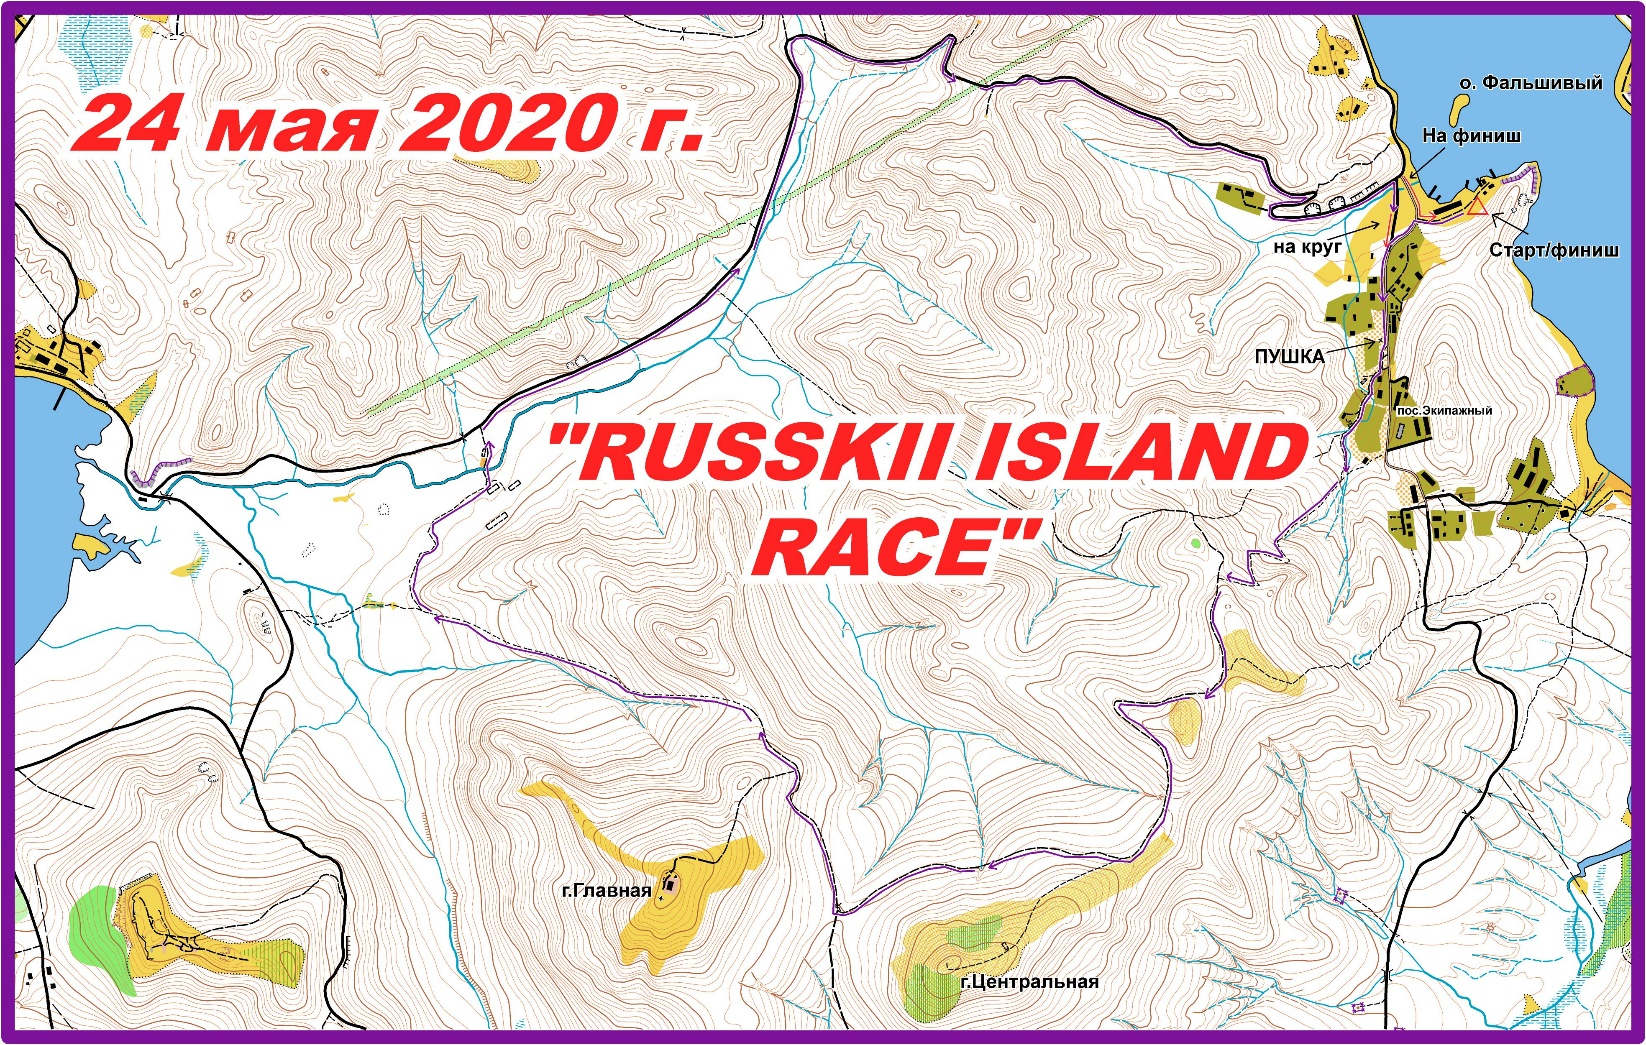 24 мая 2020 г.
о. Фальшивый
На финиш
на круг
Старт/финиш
ПУШКА
пос.Экипажный
"RUSSKII ISLAND
RACE"
г.Главная
г.Центральная